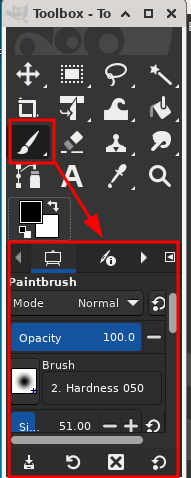 Toolbox - To
Paintbrush
Mode Normal
Opacity 100.0
Brush
2. Hardness 050
Si... 51.00